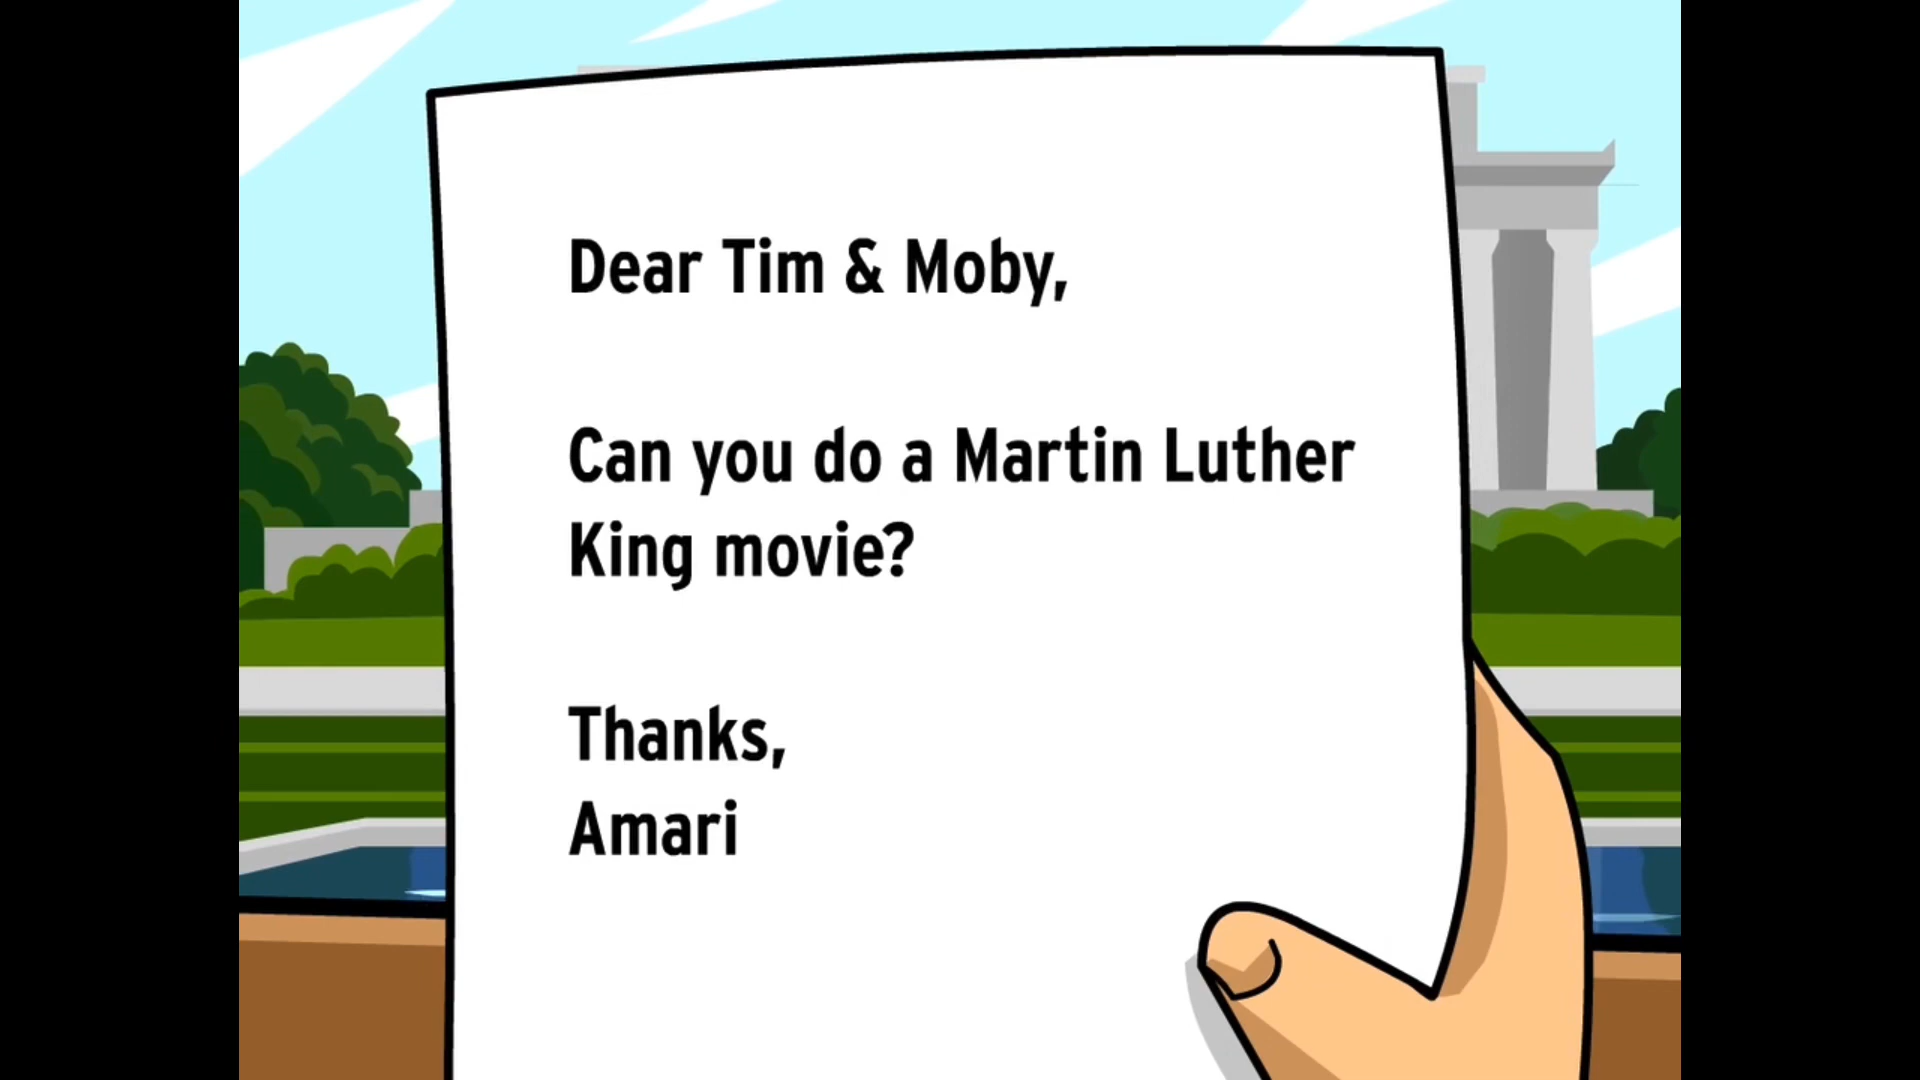 Dear Tim & Moby,
Can you do a Martin Luther
King movie?
Thanks,
Amari